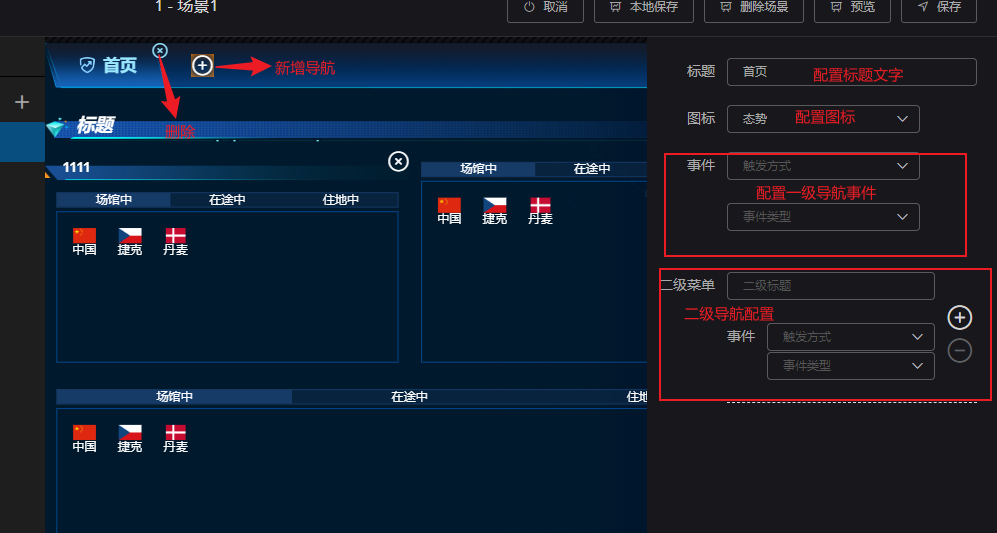 1 - 场景1
取消
本地保存
删除场景
预览
保存
首页
新增导航
删除
标题
1111
场馆中
在途中
住地中
中国
捷克
丹麦
场馆中
在途中
中国
捷克
丹麦
场馆中
在途中
住地
中国
捷克
丹麦
标题
首页
配置标题文字
图标
态势
配置图标
事件
触发方式
配置一级导航事件
事件类型
二级菜单
二级标题
二级导航配置
事件
触发方式
事件类型